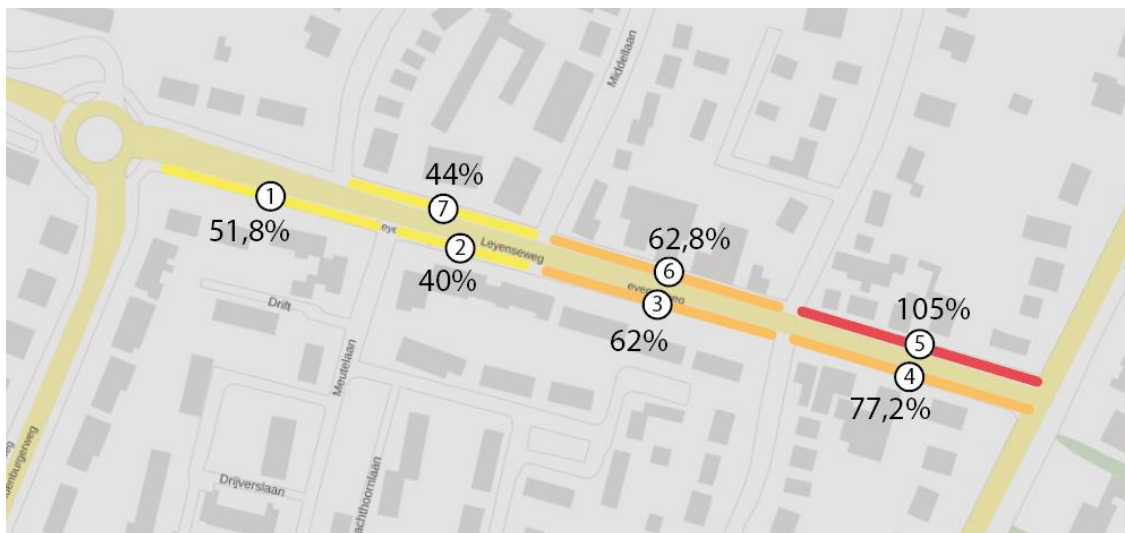 Middellaan
1
51,8%
44%
7
Leyenseweg
2
40%
62,8%
6
3
62%
105%
5
4
77,2%
Drift
Meutelaan
Drijverslaan